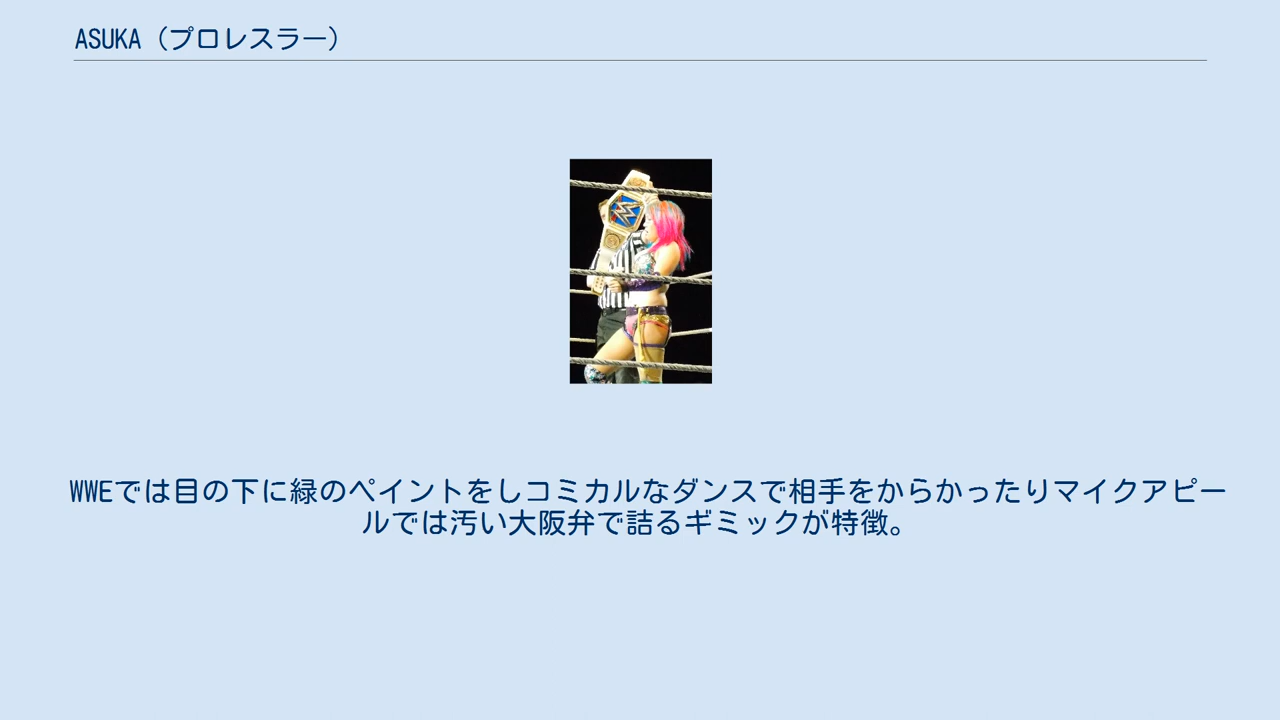 ASUKA（プロレスラー）
WWEでは目の下に緑のペイントをしコミカルなダンスで相手をからかったりマイクアピー
ルでは汚い大阪弁で詰るギミックが特徴。